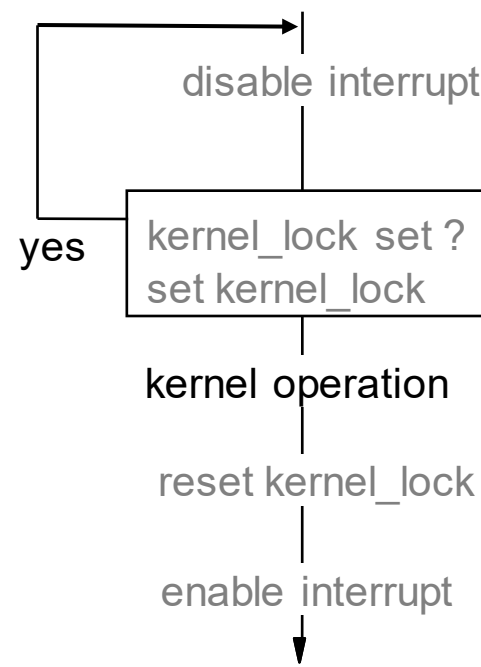 disable interrupt
kernel_lock set ?
yes
set kernel_lock
kernel operation
reset kernel_lock
enable interrupt